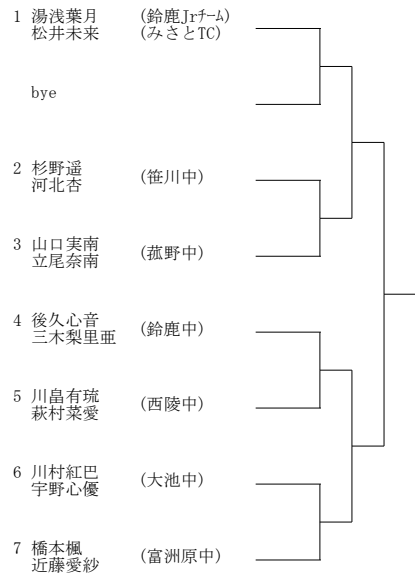 1 湯浅葉月 (鈴鹿Jrﾁｰﾑ)
松井未来 (みさとTC)
bye
2 杉野遥
河北杏 (笹川中)
3 山口実南
立尾奈南 (菰野中)
4 後久心音
三木梨里亜 (鈴鹿中)
5 川畠有琉
萩村菜愛 (西陵中)
6 川村紅巴
宇野心優 (大池中)
7 橋本楓
近藤愛紗 (富洲原中)